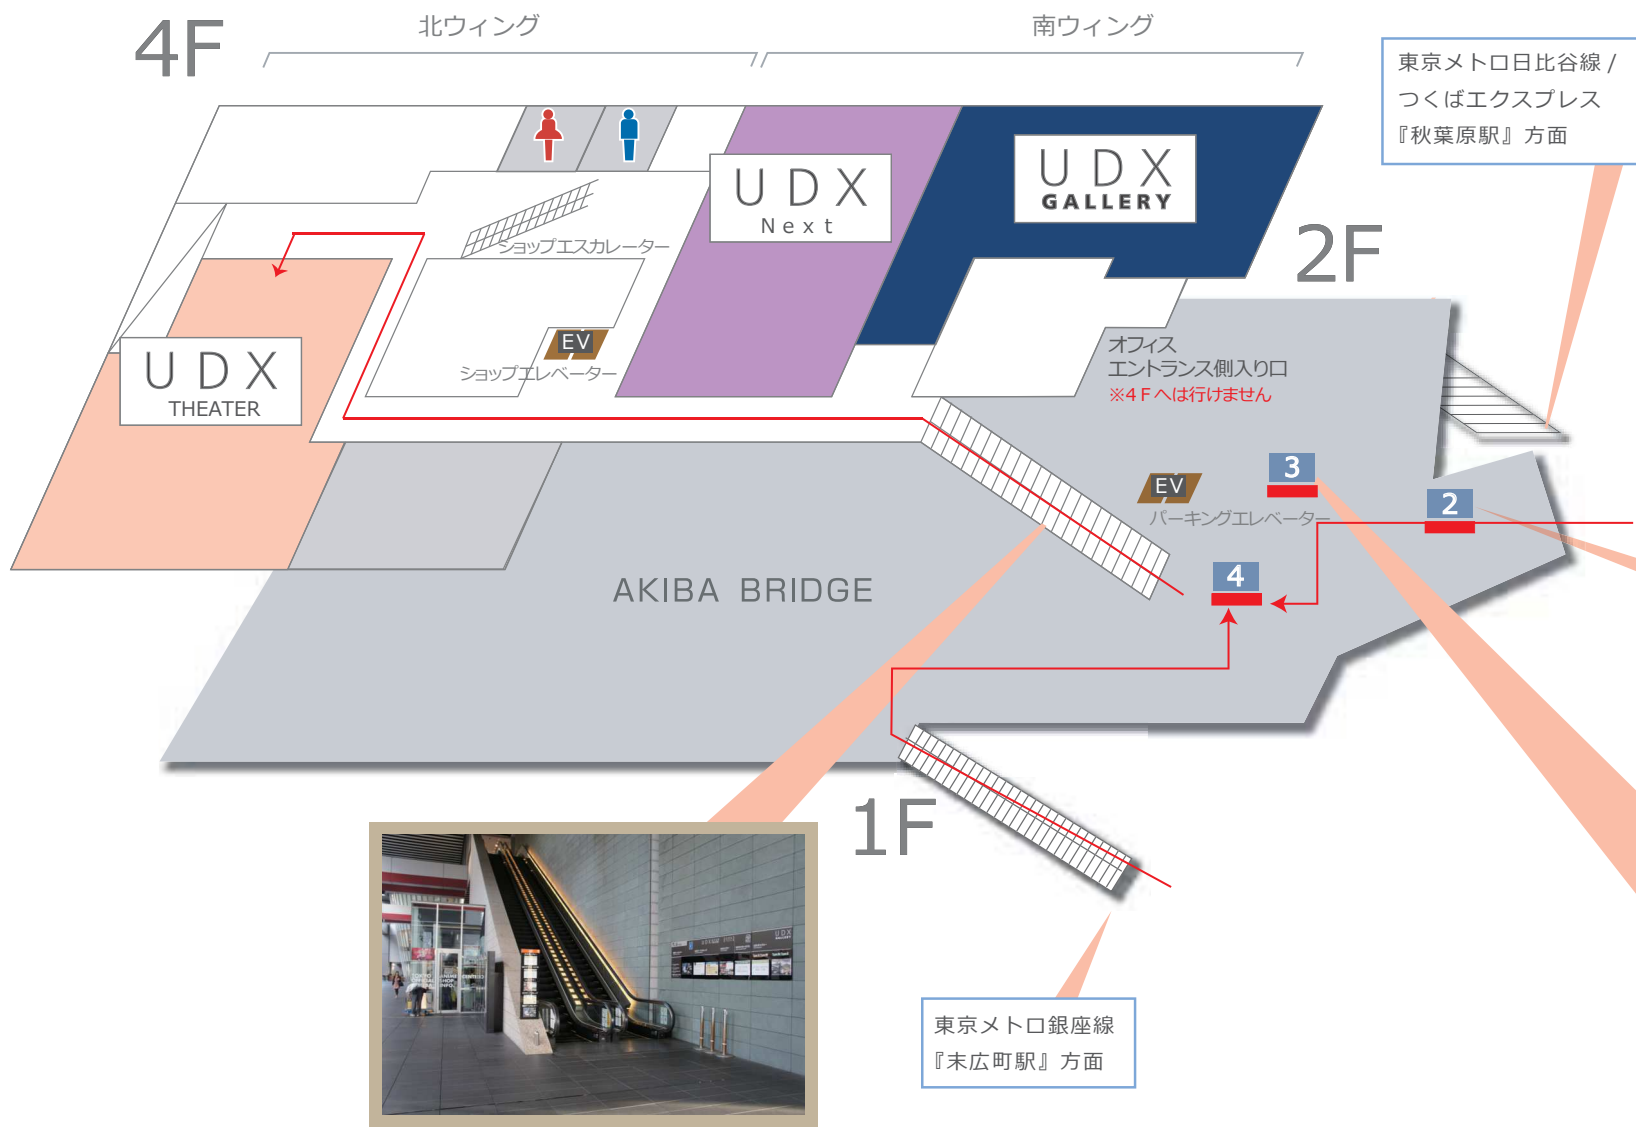 4F
北ウィング
南ウィング
東京メトロ日比谷線 /
つくばエクスプレス
『秋葉原駅』方面
UDX
Next
UDX
GALLERY
2F
ショップエスカレーター
EV
ショップエレベーター
UDX
THEATER
オフィス
エントランス側入り口
※4Fへは行けません
3
EV
パーキングエレベーター
2
4
AKIBA BRIDGE
1F
UDX
GALLERY
東京メトロ銀座線
『末広町駅』方面